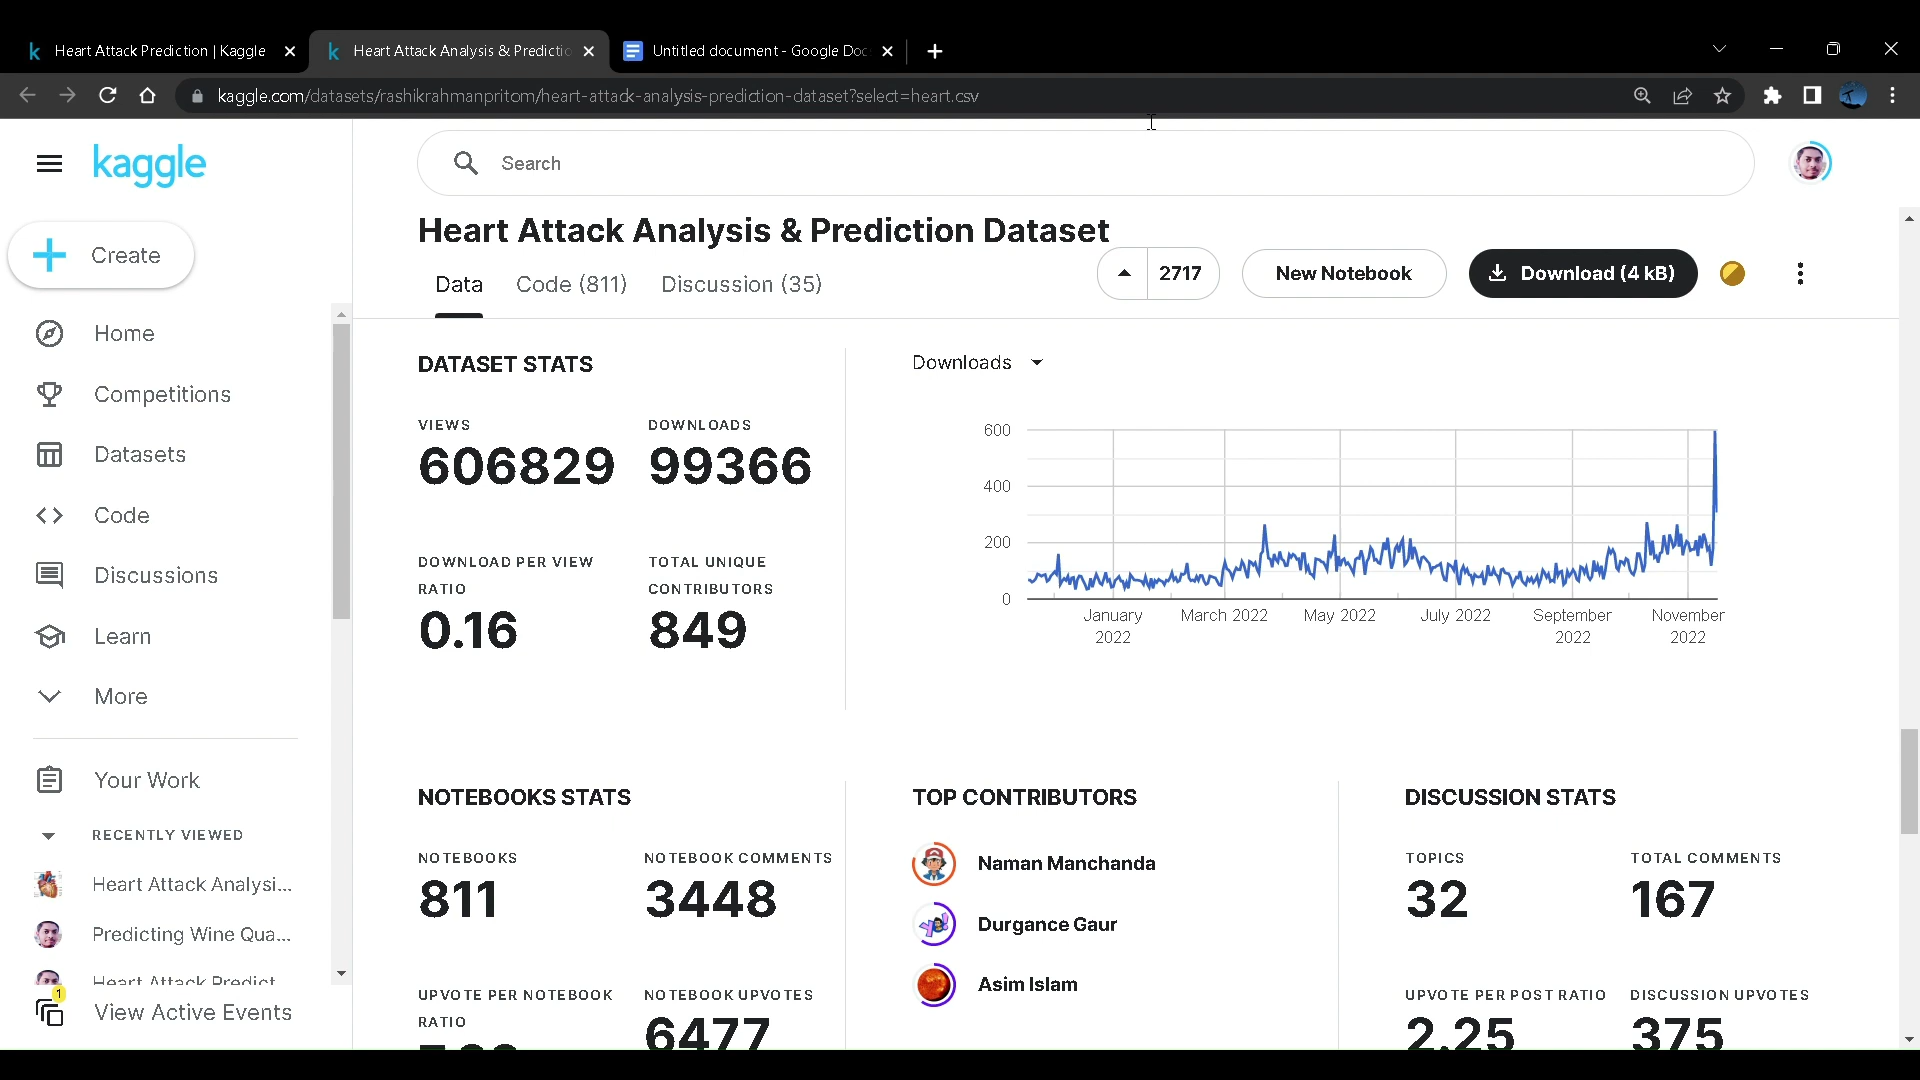 Heart Attack Prediction | Kaggle
Heart Attack Analysis & Predictic
Untitled document - Google Doc
kaggle.com/datasets/rashikrahmanpritom/heart-attack-analysis-prediction-dataset?select=heart.csv
kaggle
Search
Create
Home
Competitions
Datasets
Code
Discussions
Learn
More
Your Work
RECENTLY VIEWED
Heart Attack Analysi...
Predicting Wine Qua...
Heart Attack Predict
1
View Active Events
Heart Attack Analysis & Prediction Dataset
Data Code (811) Discussion (35)
2717
New Notebook
Download (4 kB)
DATASET STATS
VIEWS DOWNLOADS
606829 99366
DOWNLOAD PER VIEW RATIO
0.16
TOTAL UNIQUE CONTRIBUTORS
849
Downloads
600
400
200
0
January 2022
March 2022
May 2022
July 2022
September 2022
November 2022
NOTEBOOKS STATS
NOTEBOOKS NOTEBOOK COMMENTS
811 3448
UPVOTE PER NOTEBOOK RATIO
NOTEBOOK UPVOTES
6477
TOP CONTRIBUTORS
Naman Manchanda
Durgance Gaur
Asim Islam
DISCUSSION STATS
TOPICS TOTAL COMMENTS
32 167
UPVOTE PER POST RATIO DISCUSSION UPVOTES
2.25 375